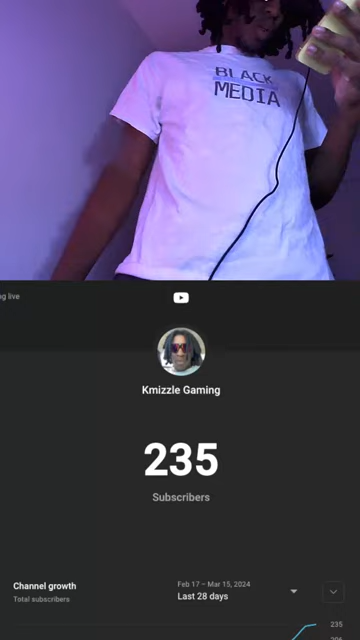 BLACK
MEDIA
g live
Kmizzle Gaming
235
Subscribers
Channel growth
Total subscribers
Feb 17 – Mar 15, 2024
Last 28 days
235